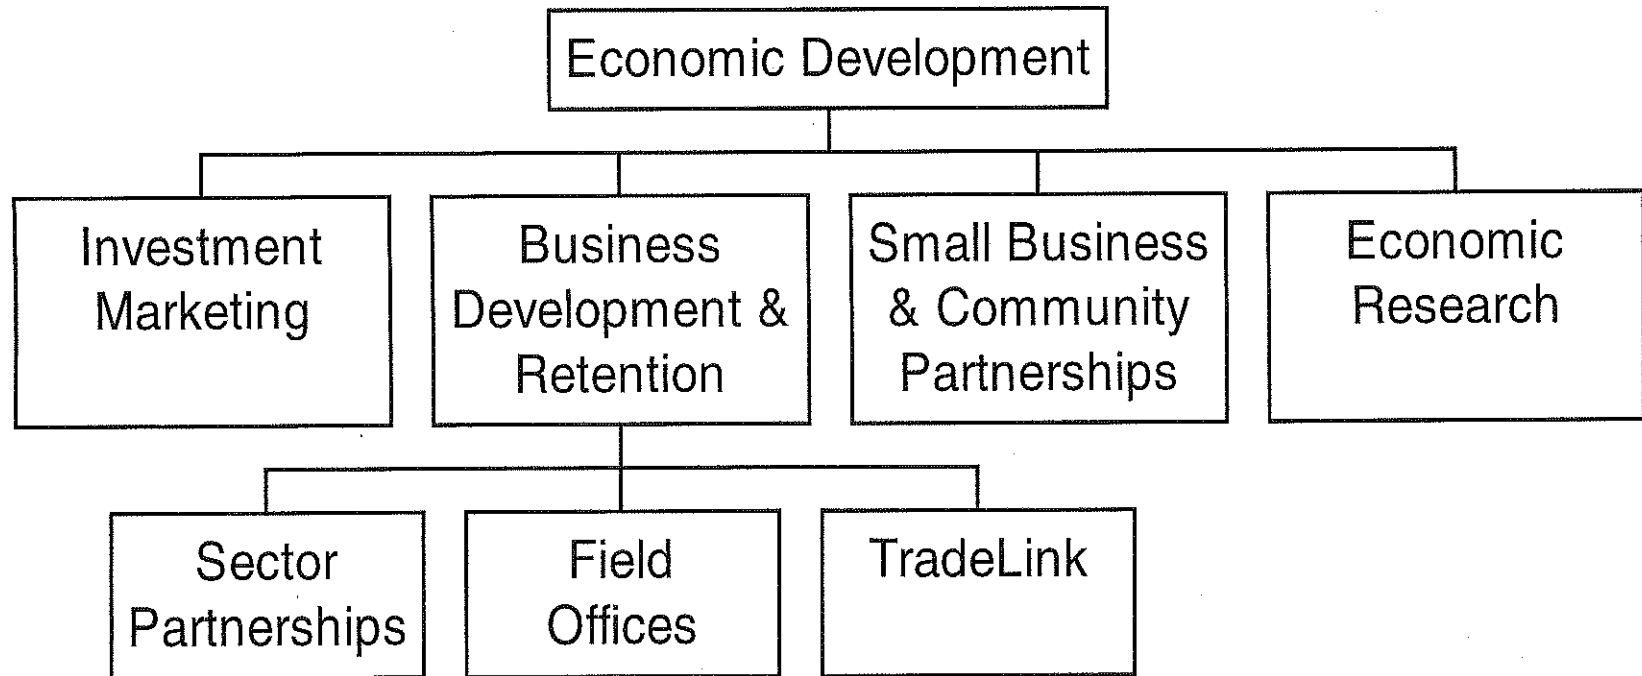 Economic Development
Investment
Marketing
Business
Development &
Retention
Small Business
& Community
Partnerships
Economic
Research
Sector
Partnerships
Field
Offices
TradeLink